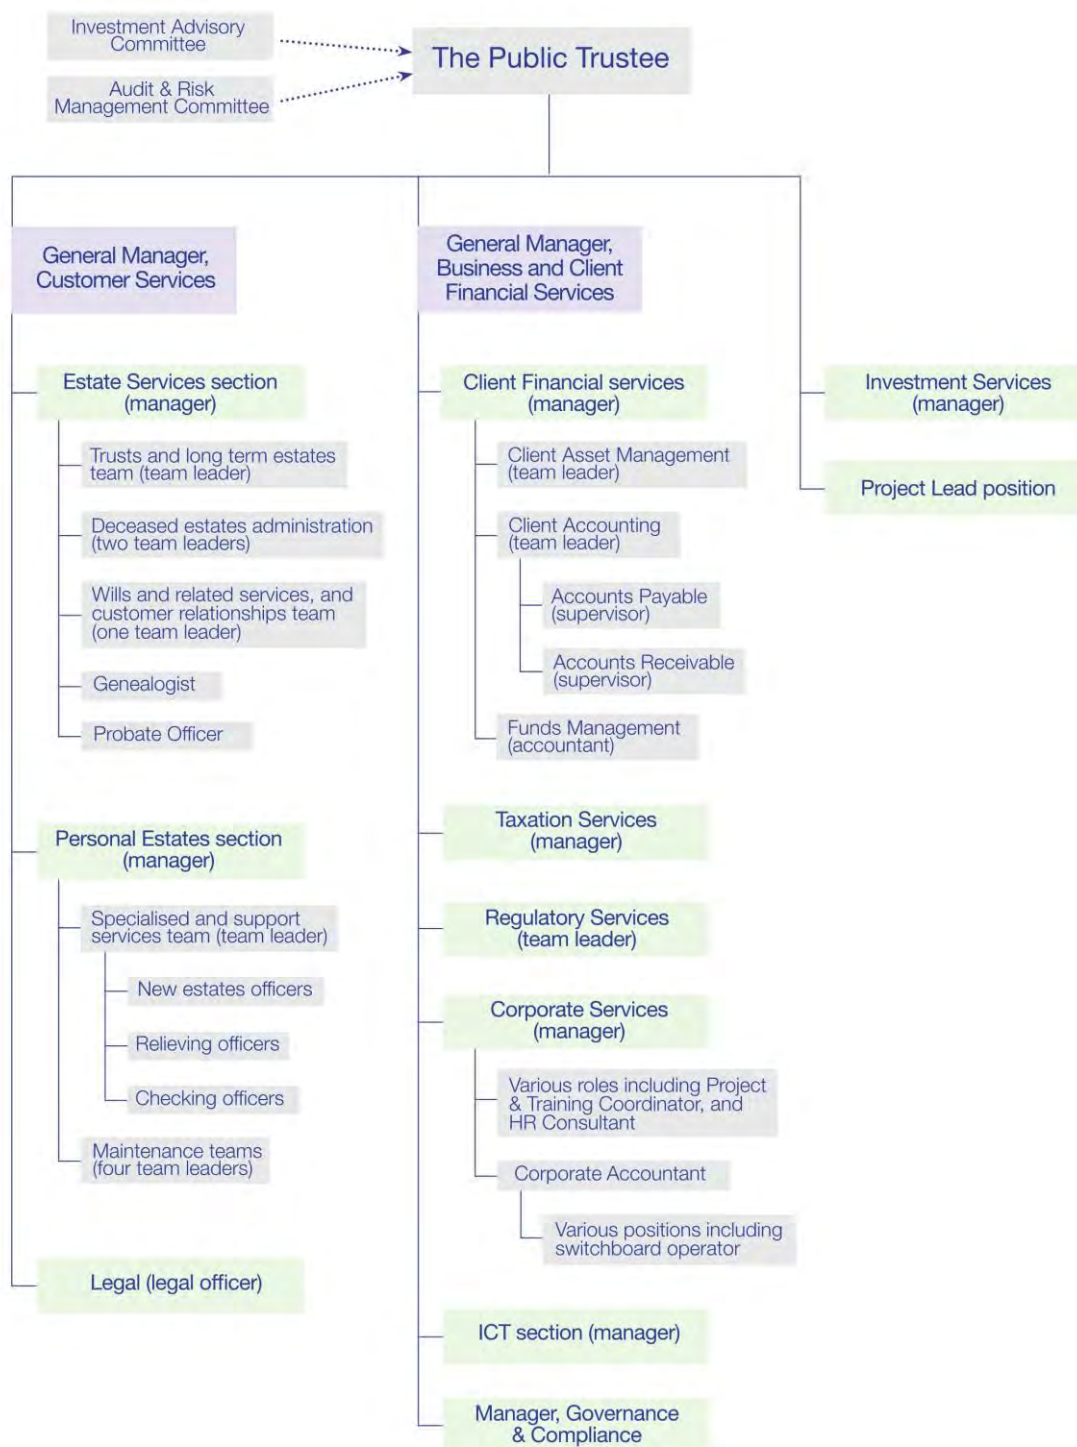 Investment Advisory
Committee
The Public Trustee
Audit & Risk
Management Committee
General Manager,
Customer Services
Estate Services section
(manager)
Trusts and long term estates
team (team leader)
Deceased estates administration
(two team leaders)
Wills and related services, and
customer relationships team
(one team leader)
Genealogist
Probate Officer
Personal Estates section
(manager)
Specialised and support
services team (team leader)
New estates officers
Relieving officers
Checking officers
Maintenance teams
(four team leaders)
Legal (legal officer)
General Manager,
Business and Client
Financial Services
Client Financial services
(manager)
Client Asset Management
(team leader)
Client Accounting
(team leader)
Accounts Payable
(supervisor)
Accounts Receivable
(supervisor)
Funds Management
(accountant)
Taxation Services
(manager)
Regulatory Services
(team leader)
Corporate Services
(manager)
Various roles including Project
& Training Coordinator, and
HR Consultant
Corporate Accountant
Various positions including
switchboard operator
ICT section (manager)
Manager, Governance
& Compliance
Investment Services
(manager)
Project Lead position